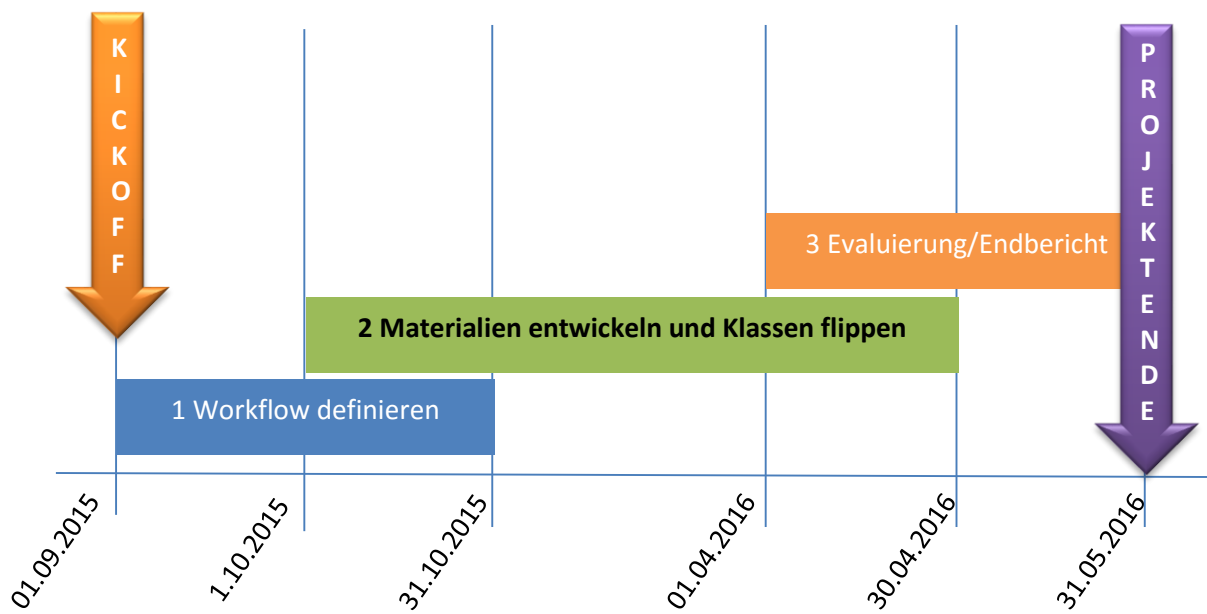 KICKOFF
PROJEKTENDE
3 Evaluierung/Endbericht
2 Materialien entwickeln und Klassen flippen
1 Workflow definieren
01.09.2015
1.10.2015
31.10.2015
01.04.2016
30.04.2016
31.05.2016